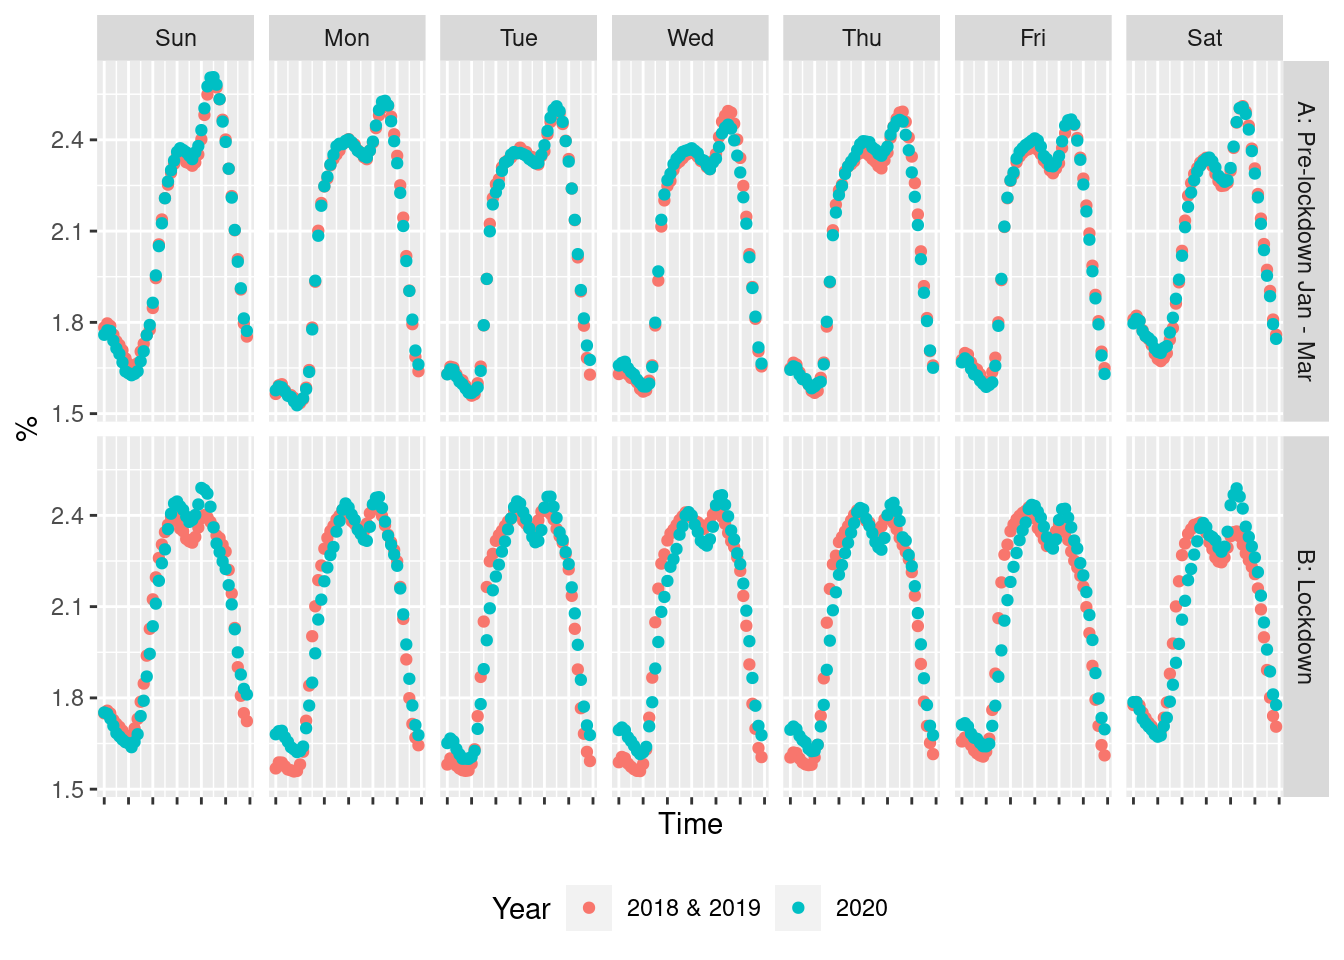 Sun Mon Tue Wed Thu Fri Sat
2.4
2.1
1.8
1.5
A: Pre-lockdown Jan - Mar
%
2.4
2.1
1.8
1.5
B: Lockdown
Time
Year 2018 & 2019 2020